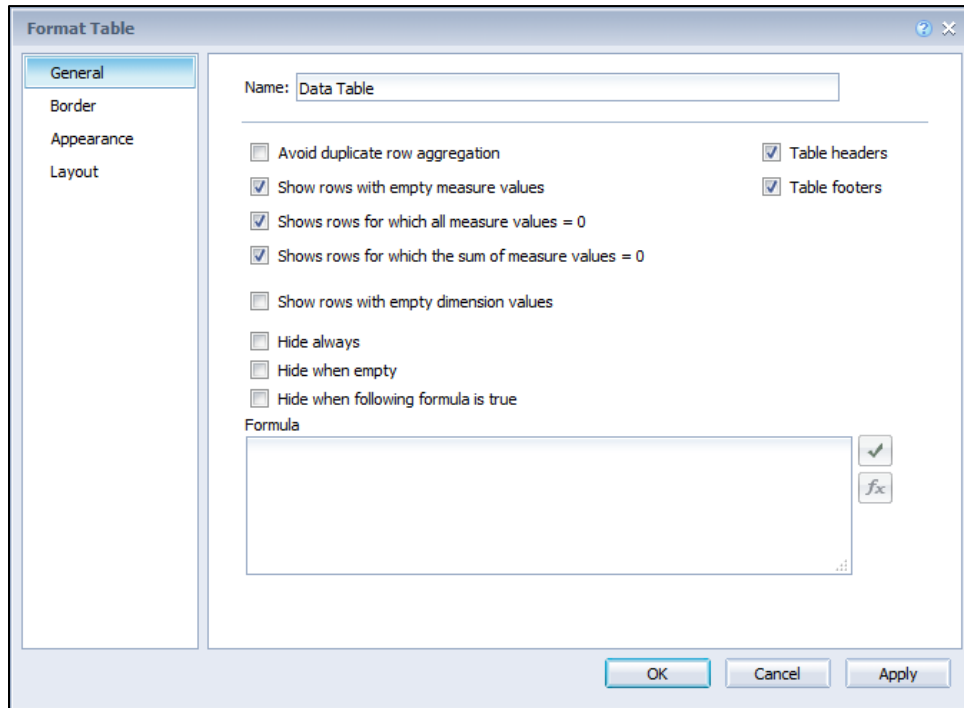 Format Table
General
Border
Appearance
Layout
Name: Data Table
Avoid duplicate row aggregation
Table headers
Show rows with empty measure values
Table footers
Shows rows for which all measure values = 0
Shows rows for which the sum of measure values = 0
Show rows with empty dimension values
Hide always
Hide when empty
Hide when following formula is true
Formula
fx
OK
Cancel
Apply